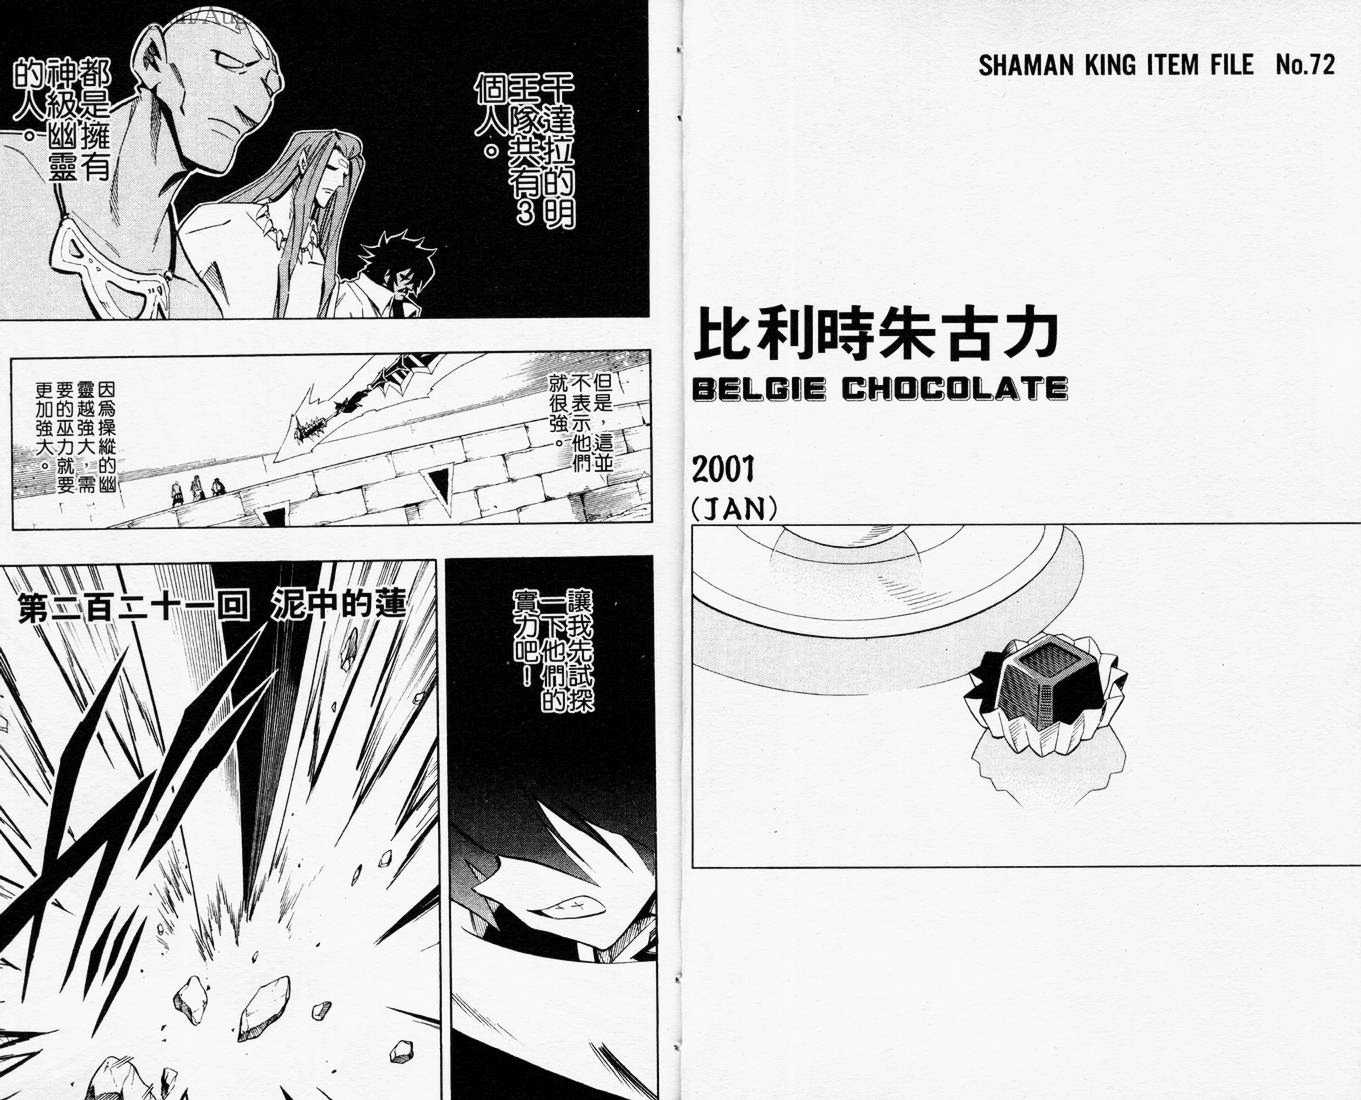 SHAMAN KING ITEM FILE No.72
比利時朱古力
BELGIE CHOCOLATE
2001
(JAN)
干達拉的明
王隊共有3
個人。
都是擁有
神級幽靈
的人。
但是，這並
不表示他們
就很強。
因爲操縱的幽
靈越強大，需
要的巫力就要
更加強大。
讓我先試探
一下他們的
實力吧！
第二百二十一回 泥中的蓮